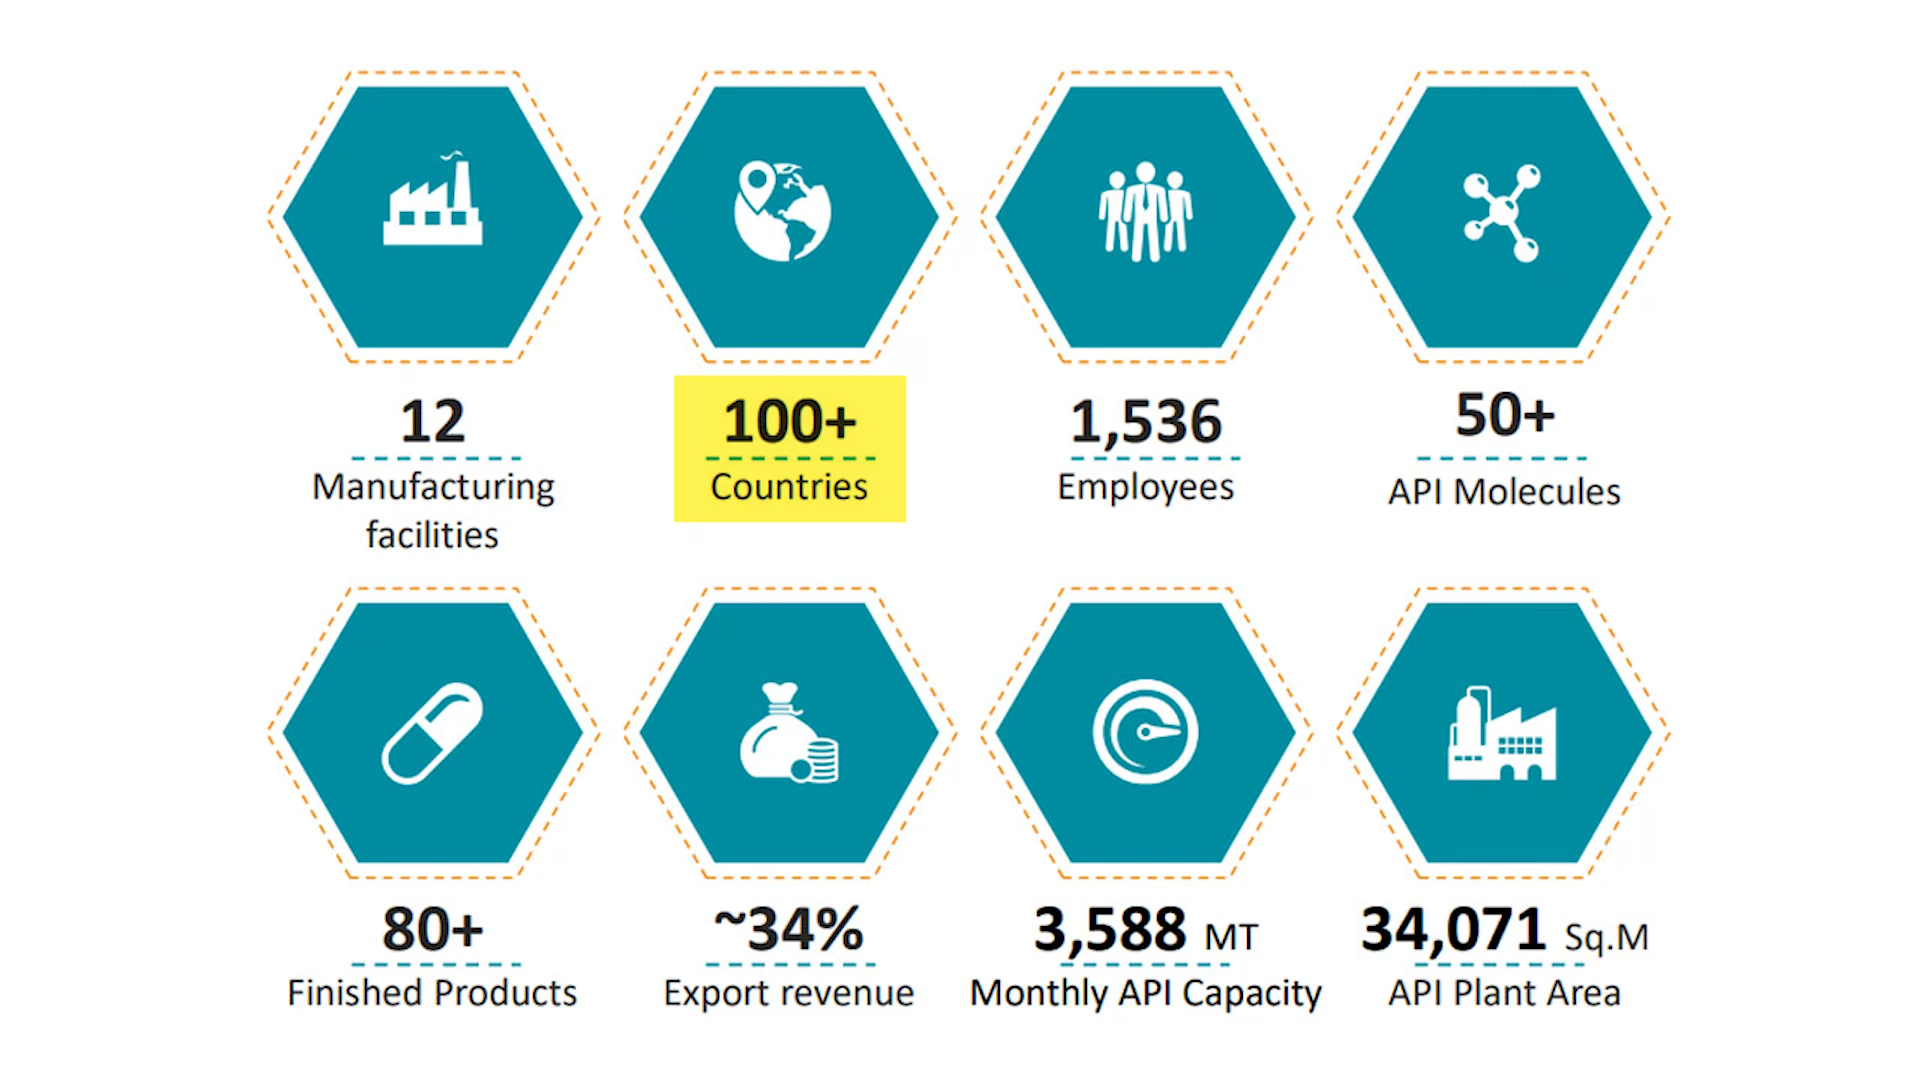 12
Manufacturing
facilities
100+
Countries
1,536
Employees
50+
API Molecules
80+
Finished Products
~34%
Export revenue
3,588 MT
Monthly API Capacity
34,071 Sq.M
API Plant Area